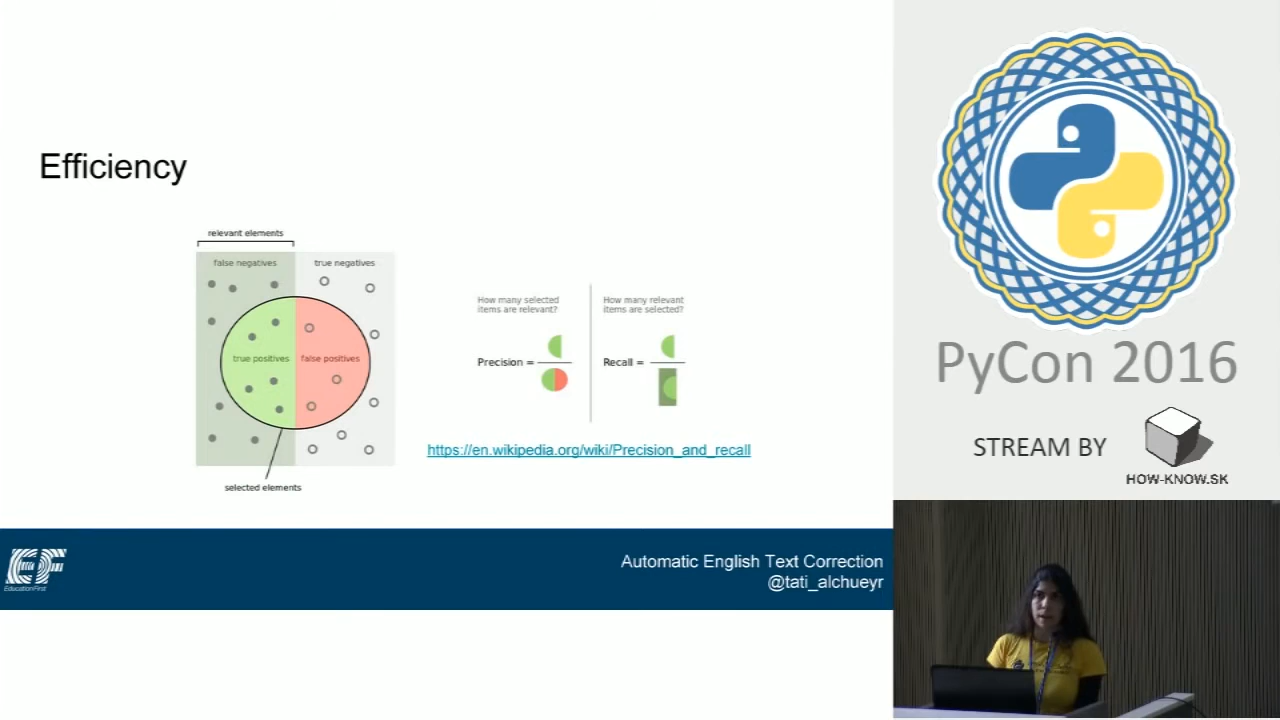 Efficiency
relevant elements
false negatives
true negatives
true positives
false positives
selected elements
How many selected
items are relevant?
Precision =
How many relevant
items are selected?
Recall =
https://en.wikipedia.org/wiki/Precision_and_recall
EF
EducationFirst
Automatic English Text Correction
@tati_alchueyr
PyCon 2016
STREAM BY
HOW-KNOW.SK